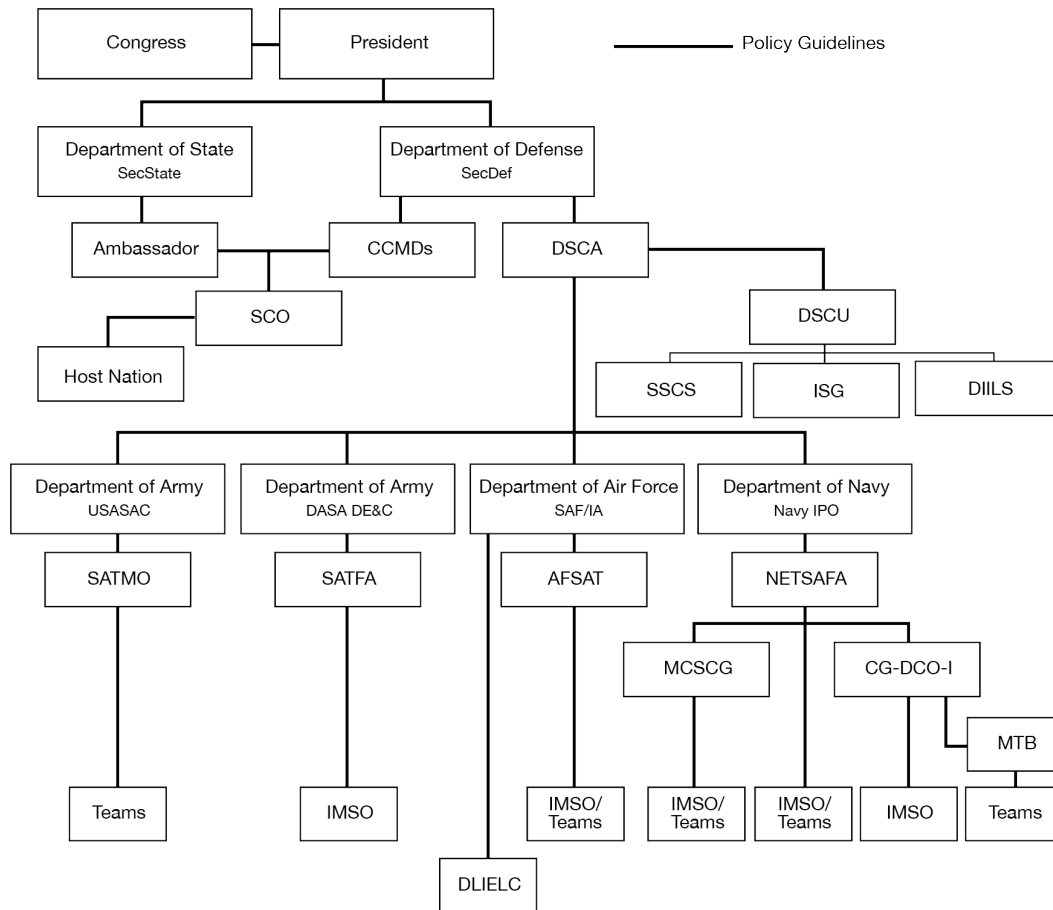 Congress
President
Policy Guidelines
Department of State
SecState
Department of Defense
SecDef
Ambassador
CCMDs
DSCA
SCO
DSCU
Host Nation
SSCS
ISG
DIILS
Department of Army
USASAC
Department of Army
DASA DE&C
Department of Air Force
SAF/IA
Department of Navy
Navy IPO
SATMO
SATFA
AFSAT
NETSAFA
MCSCG
CG-DCO-I
MTB
Teams
IMSO
IMSO/
Teams
IMSO/
Teams
IMSO/
Teams
IMSO
Teams
DLIELC